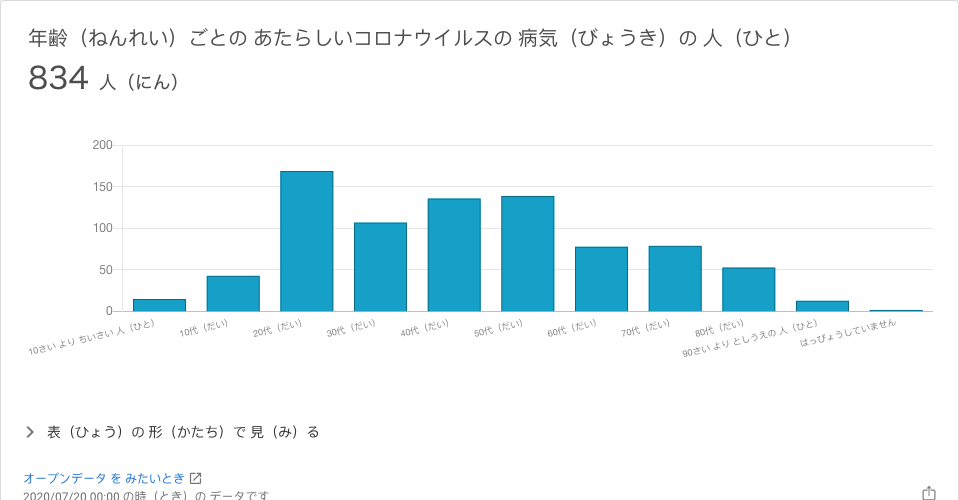 年齢（ねんれい）ごとの あたらしいコロナウイルスの 病気（びょうき）の 人（ひと）
834 人（にん）
200
150
100
50
0
10さい より ちいさい 人（ひと）
10代（だい）
20代（だい）
30代（だい）
40代（だい）
50代（だい）
60代（だい）
70代（だい）
80代（だい）
90さい より としうえの 人（ひと）
はっぴょうしていません
表（ひょう）の 形（かたち）で 見（み）る
オープンデータ を みたいとき
2020/07/20 00:00 の時（とき）の データです